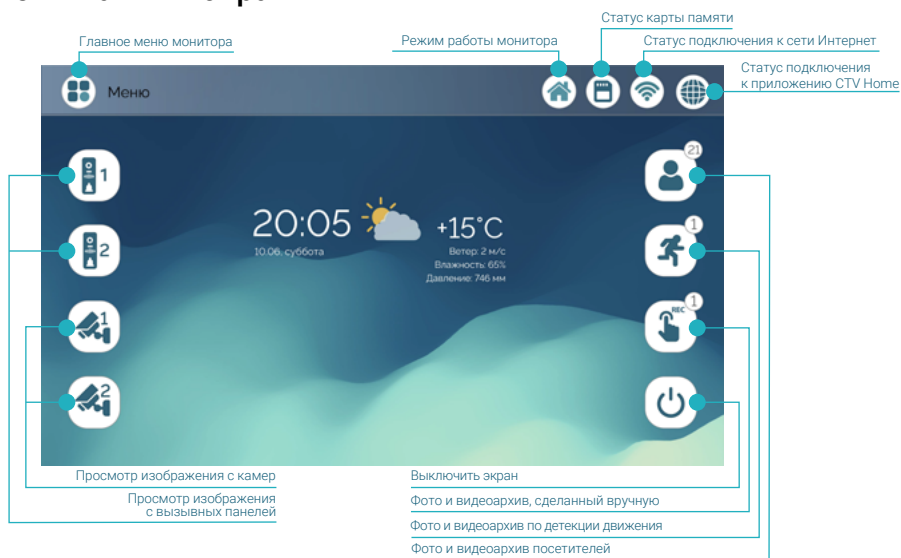 Статус карты памяти
Главное меню монитора
Режим работы монитора
Статус подключения к сети Интернет
Статус подключения
к приложению CTV Home
Меню
21
1
20:05
+15°C
10.06, суббота
Ветер: 2 м/с
Влажность: 65%
Давление: 746 мм
1
2
1
REC
1
2
Просмотр изображения с камер
Выключить экран
Просмотр изображения
с вызывных панелей
Фото и видеоархив, сделанный вручную
Фото и видеоархив по детекции движения
Фото и видеоархив посетителей